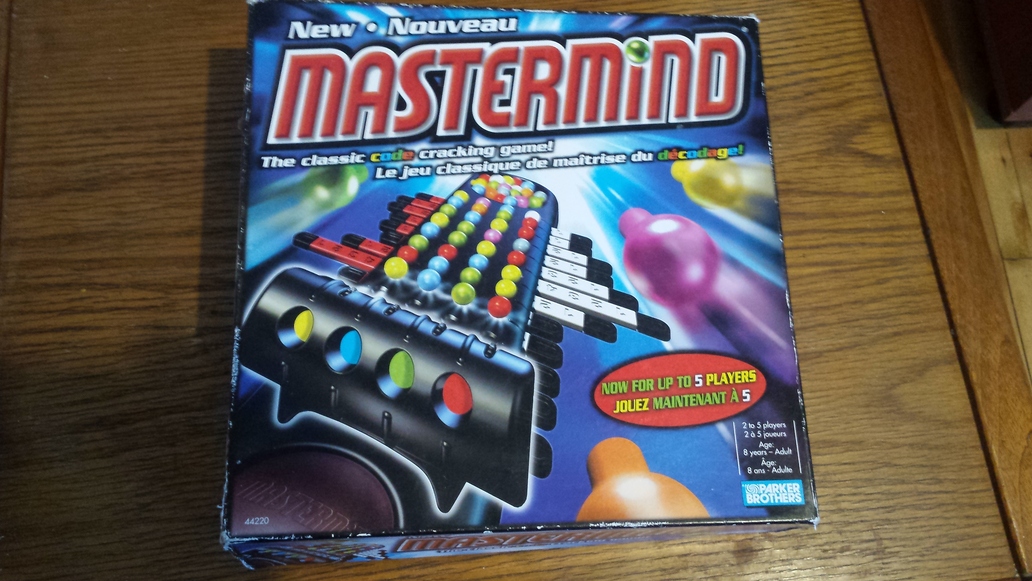 New • Nouveau
MASTERMIND
The classic code cracking game!
Le jeu classique de maîtrise du décodage!
NOW FOR UP TO 5 PLAYERS
JOUEZ MAINTENANT À 5
2 to 5 players
2 à 5 joueurs
Age:
8 years – Adult
Âge:
8 ans - Adulte
PARKER
BROTHERS
44220
MASTERMIND